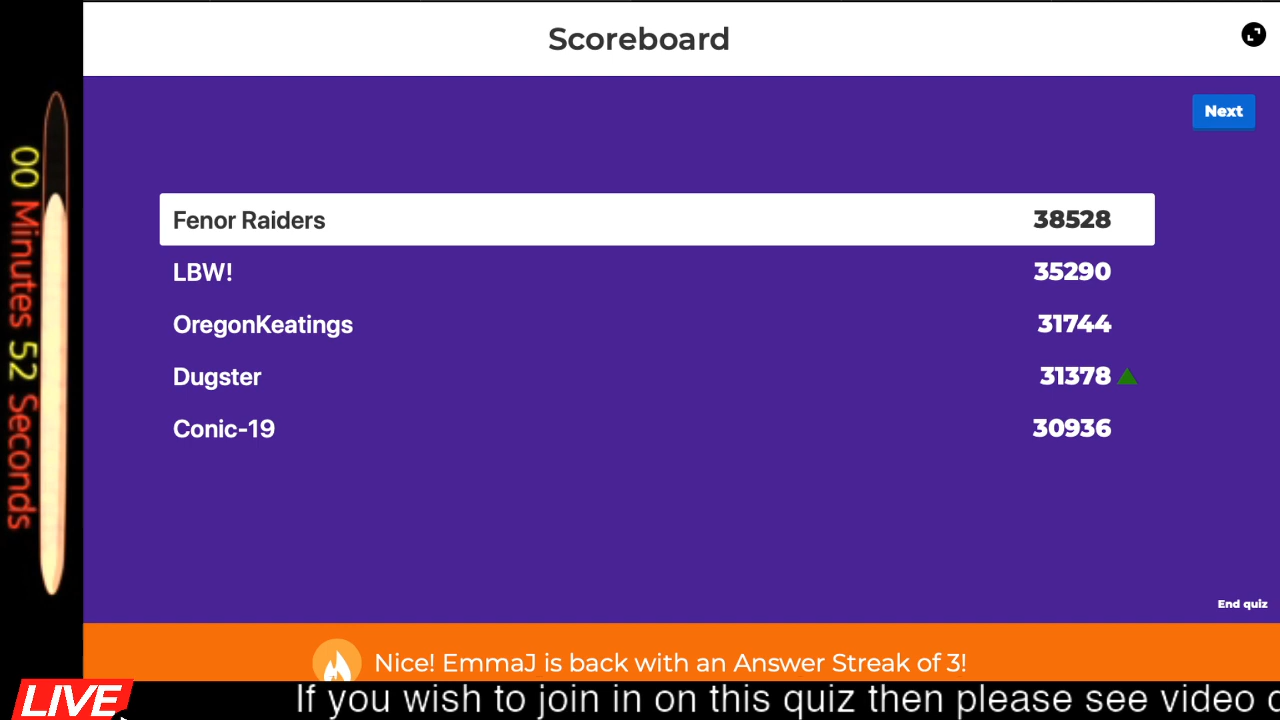 Scoreboard
Next
Fenor Raiders 38528
LBW! 35290
OregonKeatings 31744
Dugster 31378
Conic-19 30936
End quiz
Nice! EmmaJ is back with an Answer Streak of 3!
00 Minutes 52 Seconds
LIVE
If you wish to join in on this quiz then please see video